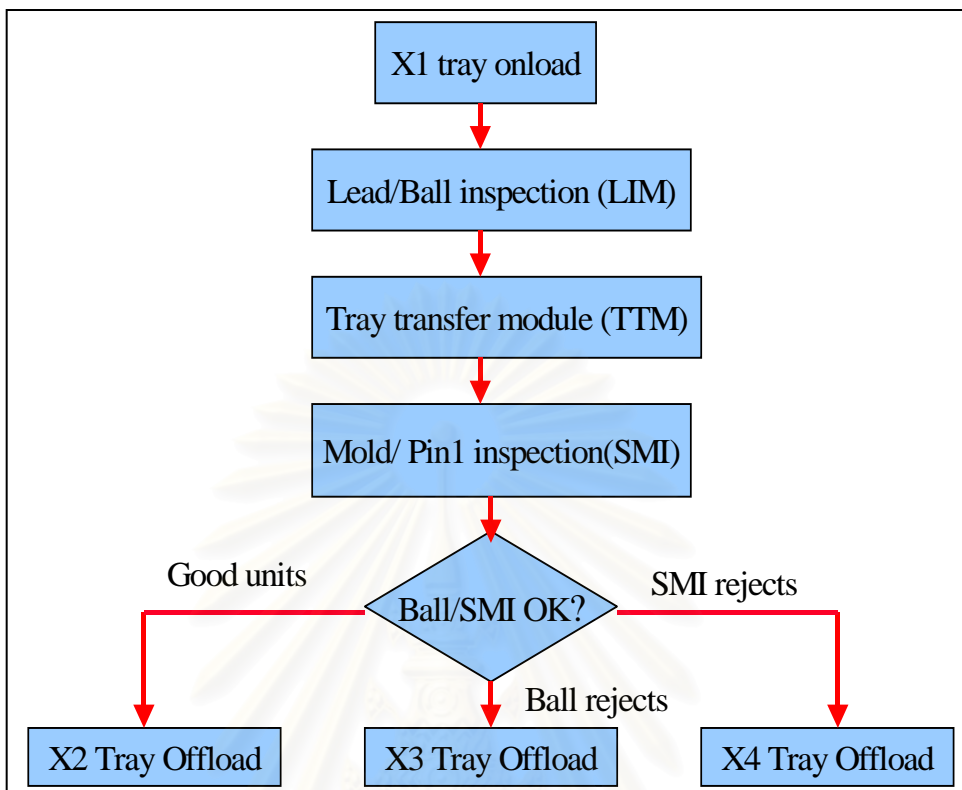 X1 tray onload
Lead/Ball inspection (LIM)
Tray transfer module (TTM)
Mold/ Pin1 inspection(SMI)
Good units
SMI rejects
Ball/SMI OK?
Ball rejects
X2 Tray Offload
X3 Tray Offload
X4 Tray Offload